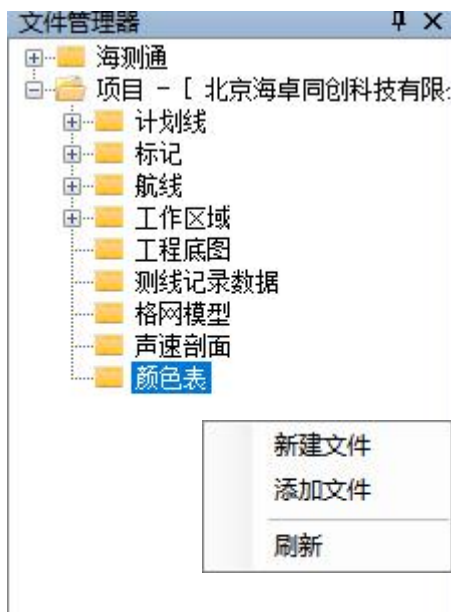 文件管理器
海测通
项目 - [ 北京海卓同创科技有限
计划线
标记
航线
工作区域
工程底图
测线记录数据
格网模型
声速剖面
颜色表
新建文件
添加文件
刷新